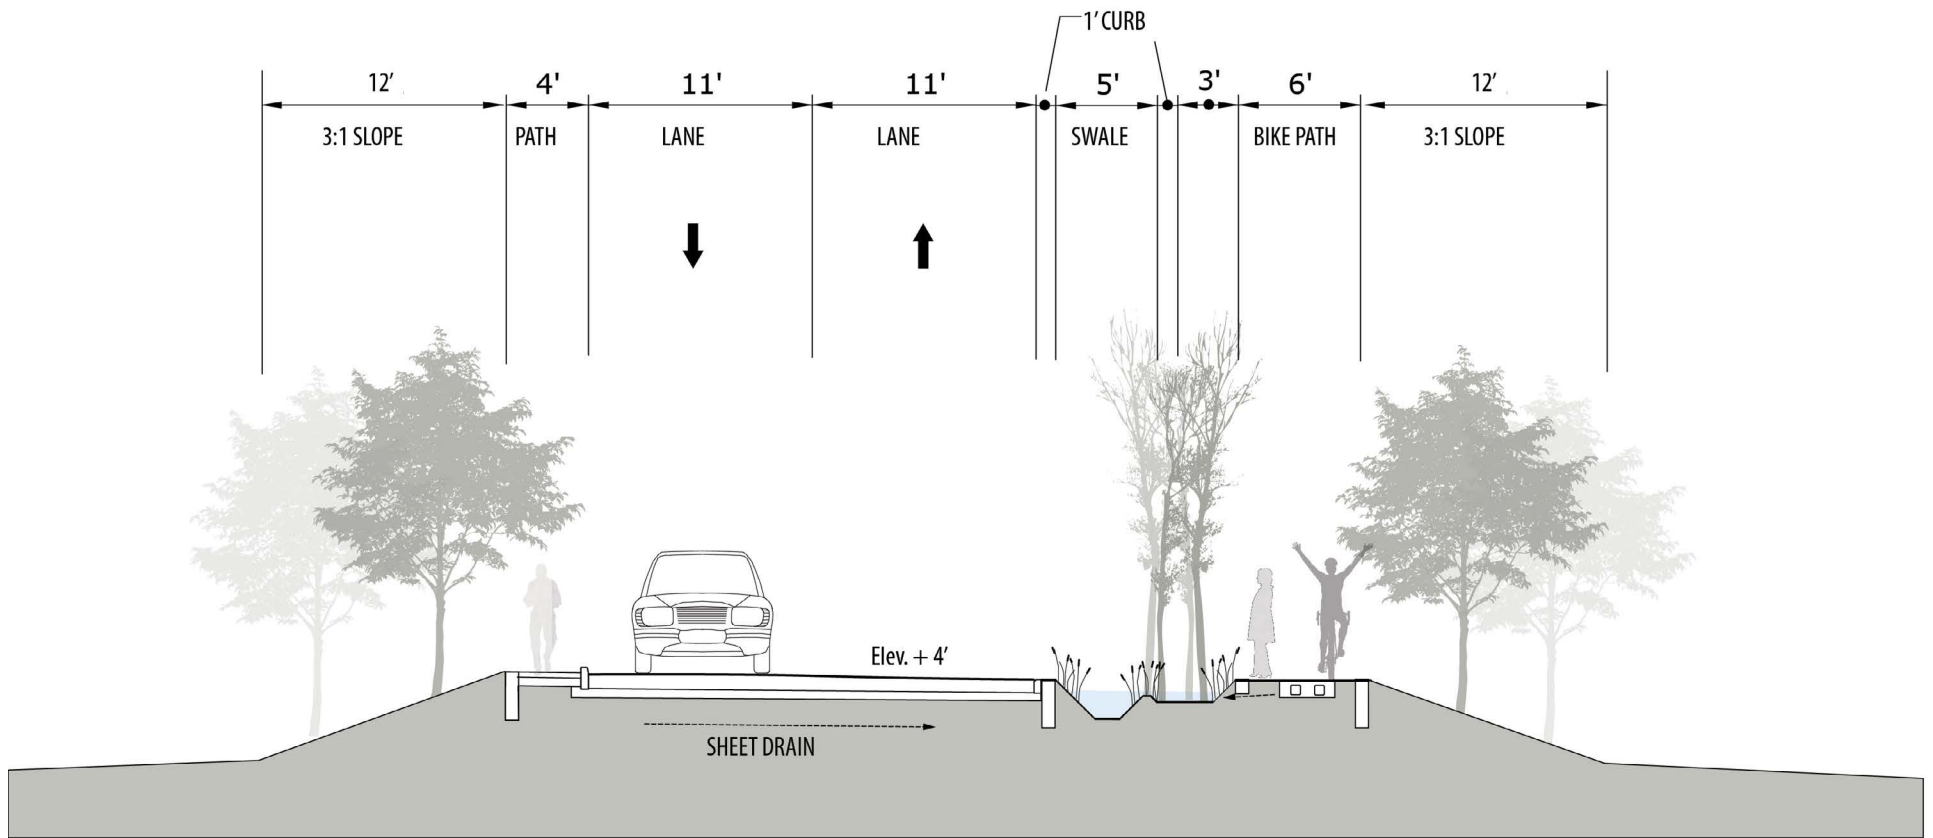 1’ CURB
12’ 4' 11' 11' 5' 3' 6' 12’
3:1 SLOPE PATH LANE LANE SWALE BIKE PATH 3:1 SLOPE
Elev. + 4’
SHEET DRAIN